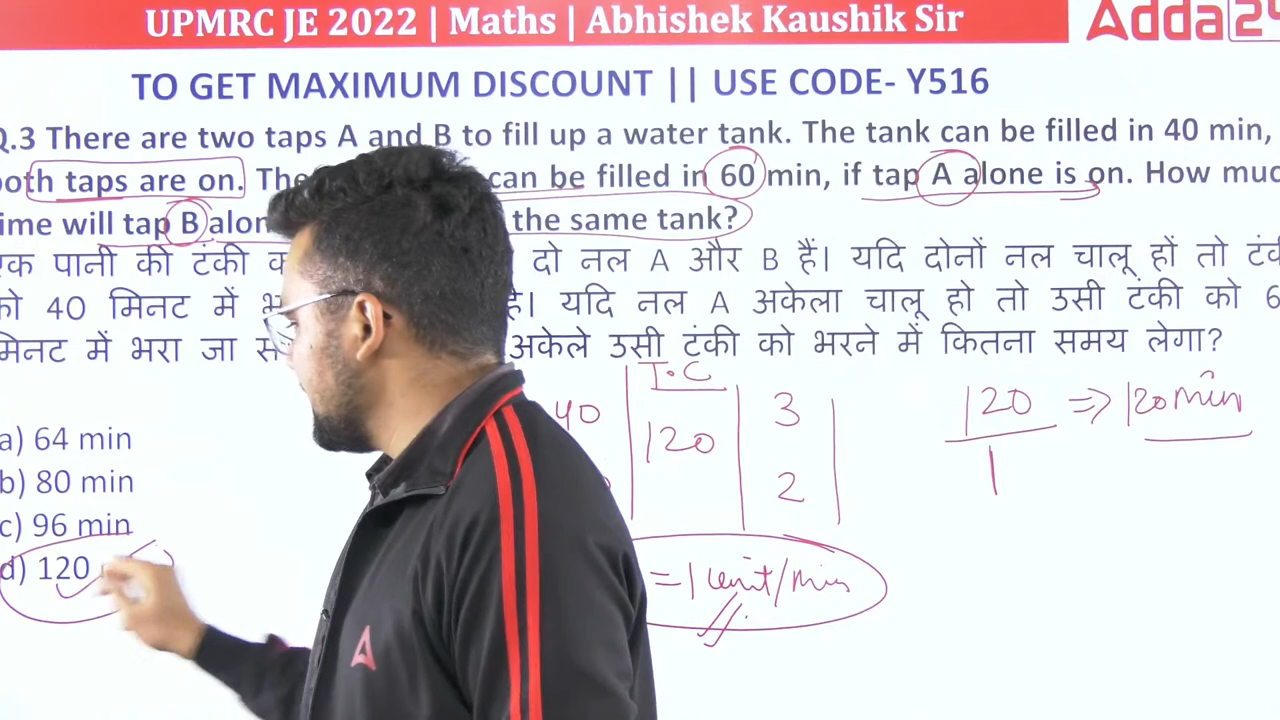 UPMRC JE 2022 | Maths | Abhishek Kaushik Sir
Adda24
TO GET MAXIMUM DISCOUNT || USE CODE- Y516
Q.3 There are two taps A and B to fill up a water tank. The tank can be filled in 40 min,
both taps are on. The can be filled in 60 min, if tap A alone is on. How muc
time will tap B alon the same tank?
एक पानी की टंकी क दो नल A और B हैं। यदि दोनों नल चालू हों तो टंकी
को 40 मिनट में भ है। यदि नल A अकेला चालू हो तो उसी टंकी को 6
मिनट में भरा जा स अकेले उसी टंकी को भरने में कितना समय लेगा?
a) 64 min
b) 80 min
c) 96 min
d) 120
T.C
40 120 3
2
120 ⇒ 120 min
1
= 1 unit/min
A